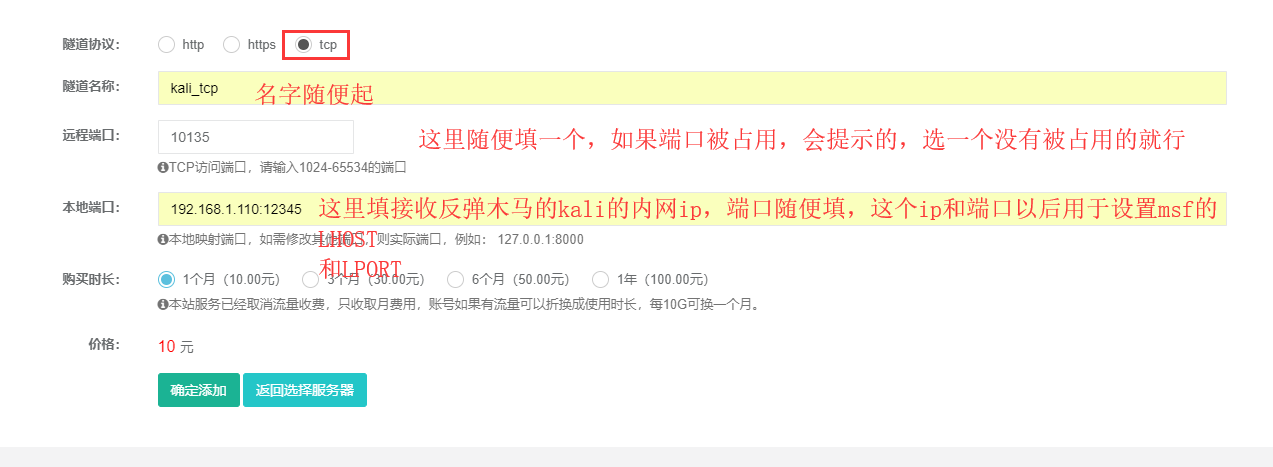 隧道协议： http https tcp
隧道名称： kali_tcp 名字随便起
远程端口： 10135 这里随便填一个，如果端口被占用，会提示的，选一个没有被占用的就行
TCP访问端口，请输入1024-65534的端口
本地端口： 192.168.1.110:12345 这里填接收反弹木马的kali的内网ip，端口随便填，这个ip和端口以后用于设置msf的
LHOST
和LPORT
本地映射端口，如需修改其他端口，则实际端口，例如： 127.0.0.1:8000
购买时长： 1个月（10.00元） 3个月（30.00元） 6个月（50.00元） 1年（100.00元）
本站服务已经取消流量收费，只收取月费用，账号如果有流量可以折换成使用时长，每10G可换一个月。
价格： 10 元
确定添加 返回选择服务器